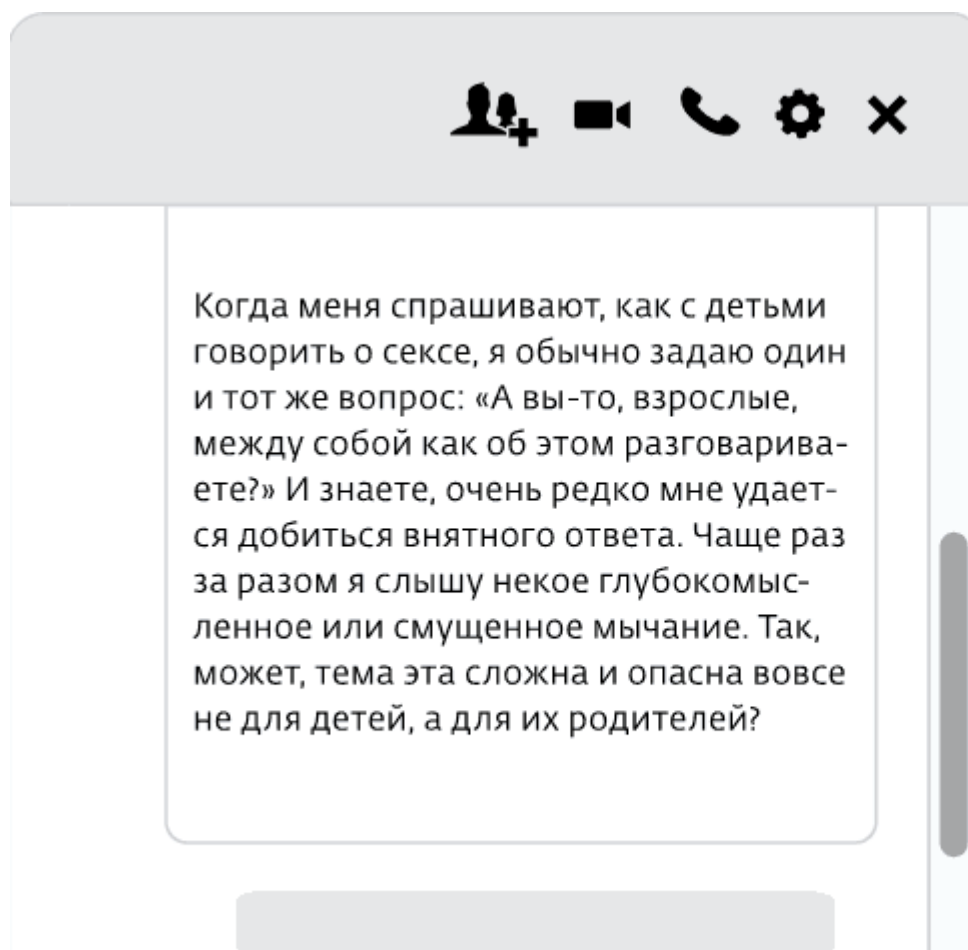 Когда меня спрашивают, как с детьми
говорить о сексе, я обычно задаю один
и тот же вопрос: «А вы-то, взрослые,
между собой как об этом разговарива-
ете?» И знаете, очень редко мне удает-
ся добиться внятного ответа. Чаще раз
за разом я слышу некое глубокомыс-
ленное или смущенное мычание. Так,
может, тема эта сложна и опасна вовсе
не для детей, а для их родителей?